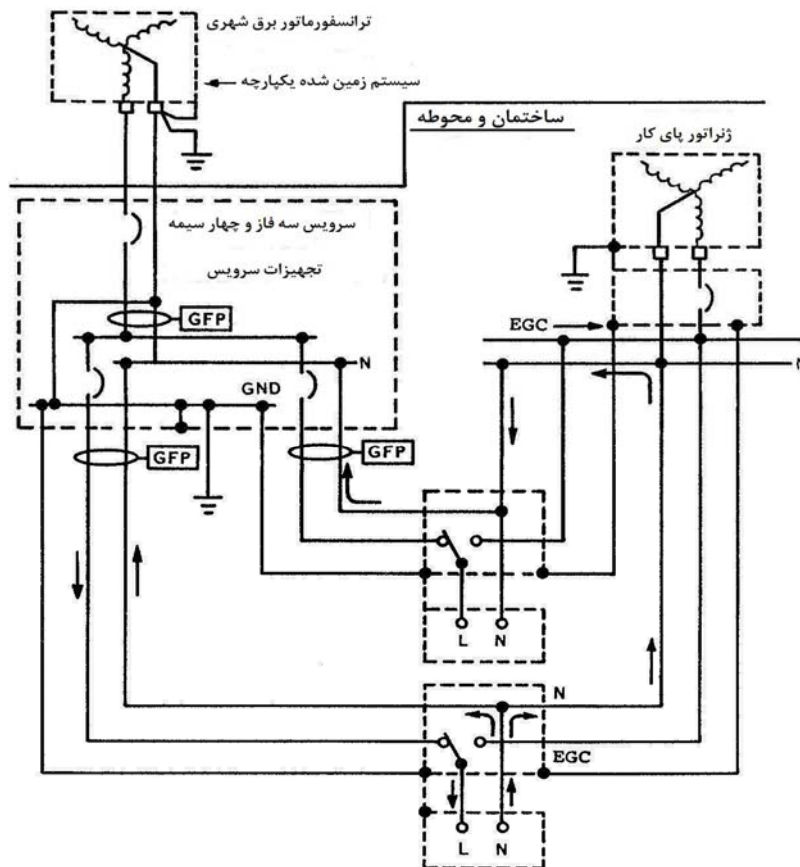 ترانسفورماتور برق شهری
سیستم زمین شده یکپارچه
ساختمان و محوطه
ژنراتور پای کار
سرویس سه فاز و چهار سیمه
تجهیزات سرویس
GFP
EGC
N
N
GND
GFP
GFP
L N
N
EGC
L N